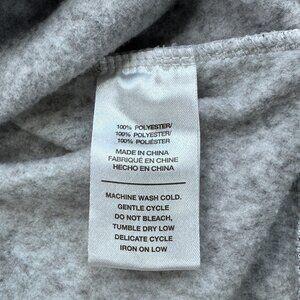 100% POLYESTER/
100% POLYESTER/
100% POLIÉSTER
MADE IN CHINA
FABRIQUÉ EN CHINE
HECHO EN CHINA
MACHINE WASH COLD.
GENTLE CYCLE
DO NOT BLEACH,
TUMBLE DRY LOW
DELICATE CYCLE
IRON ON LOW